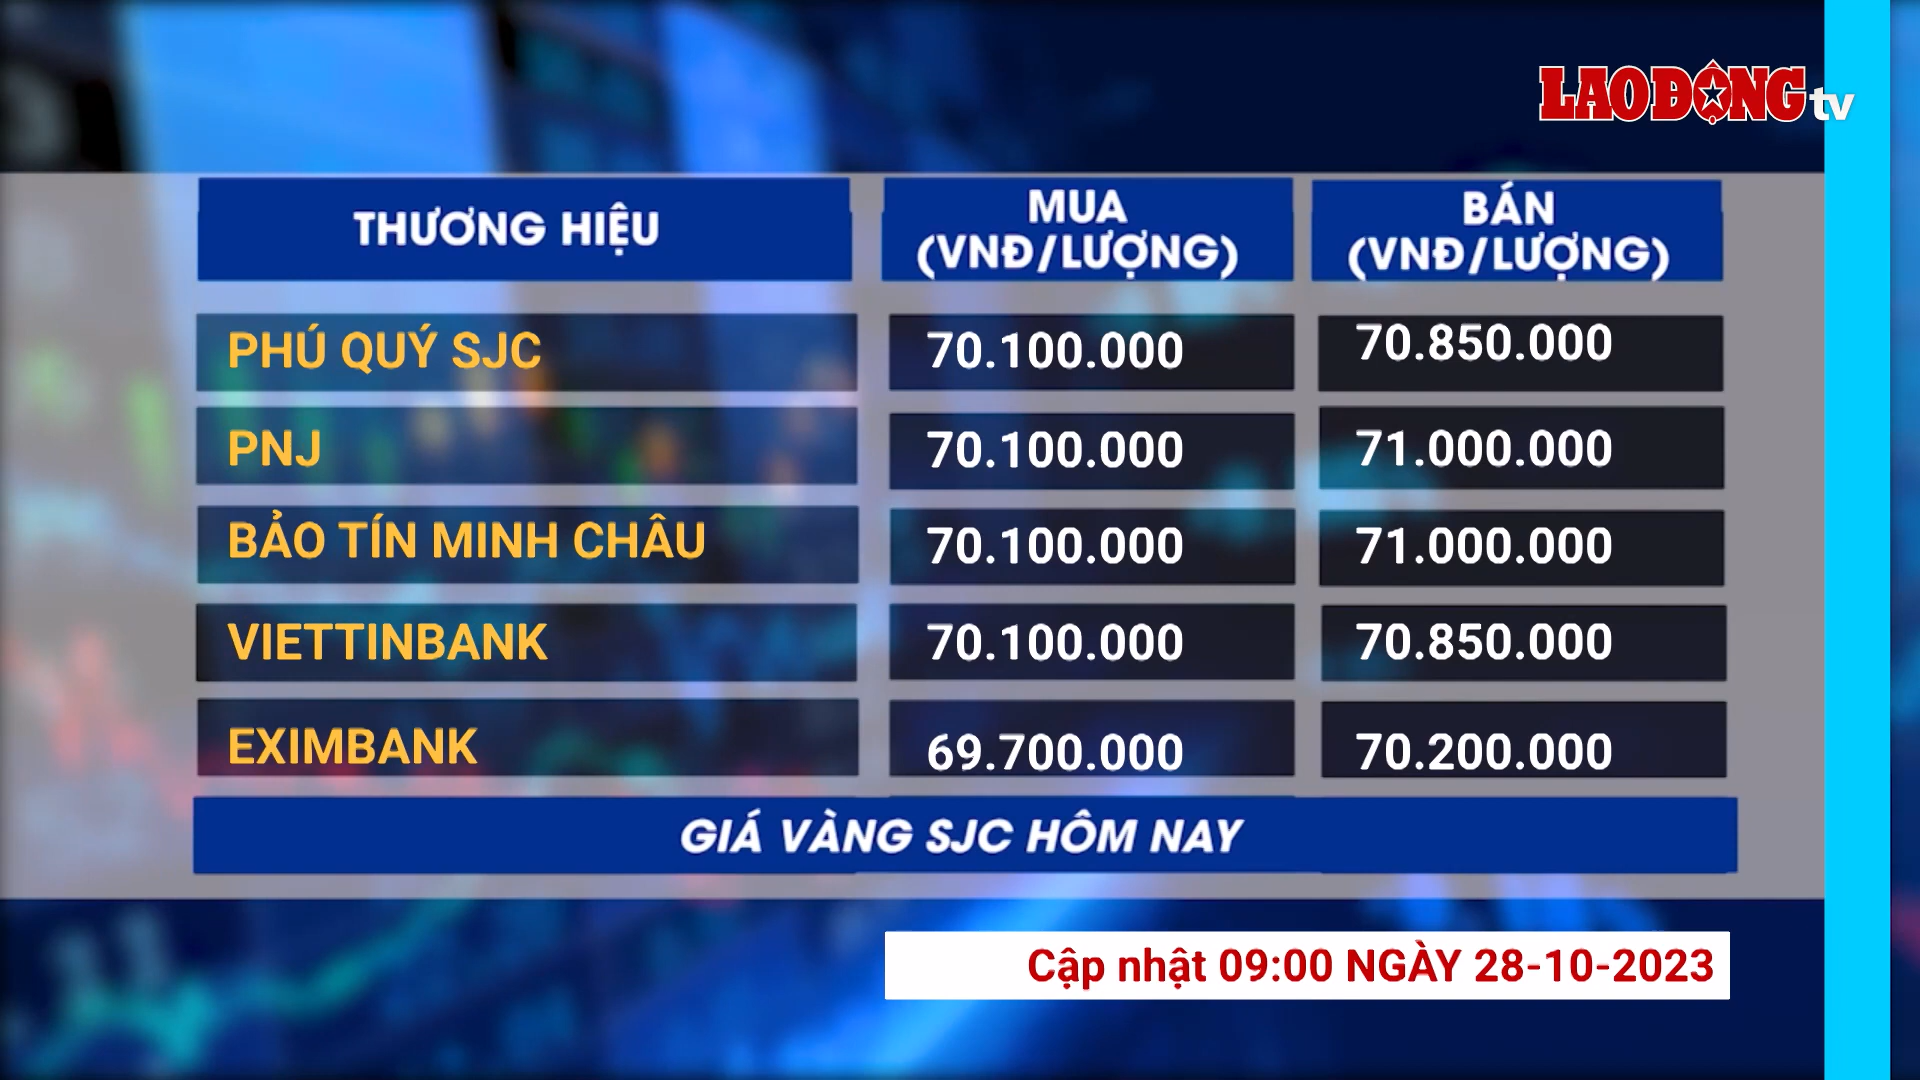 LAO ĐỘNG tv
THƯƠNG HIỆU
MUA
(VNĐ/LƯỢNG)
BÁN
(VNĐ/LƯỢNG)
PHÚ QUÝ SJC 70.100.000 70.850.000
PNJ 70.100.000 71.000.000
BẢO TÍN MINH CHÂU 70.100.000 71.000.000
VIETTINBANK 70.100.000 70.850.000
EXIMBANK 69.700.000 70.200.000
GIÁ VÀNG SJC HÔM NAY
Cập nhật 09:00 NGÀY 28-10-2023